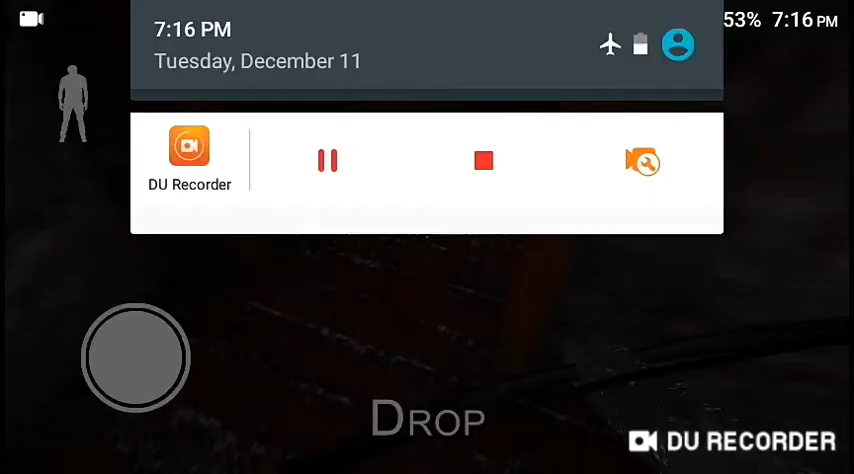 53% 7:16 PM
7:16 PM
Tuesday, December 11
DU Recorder
DROP
DU RECORDER